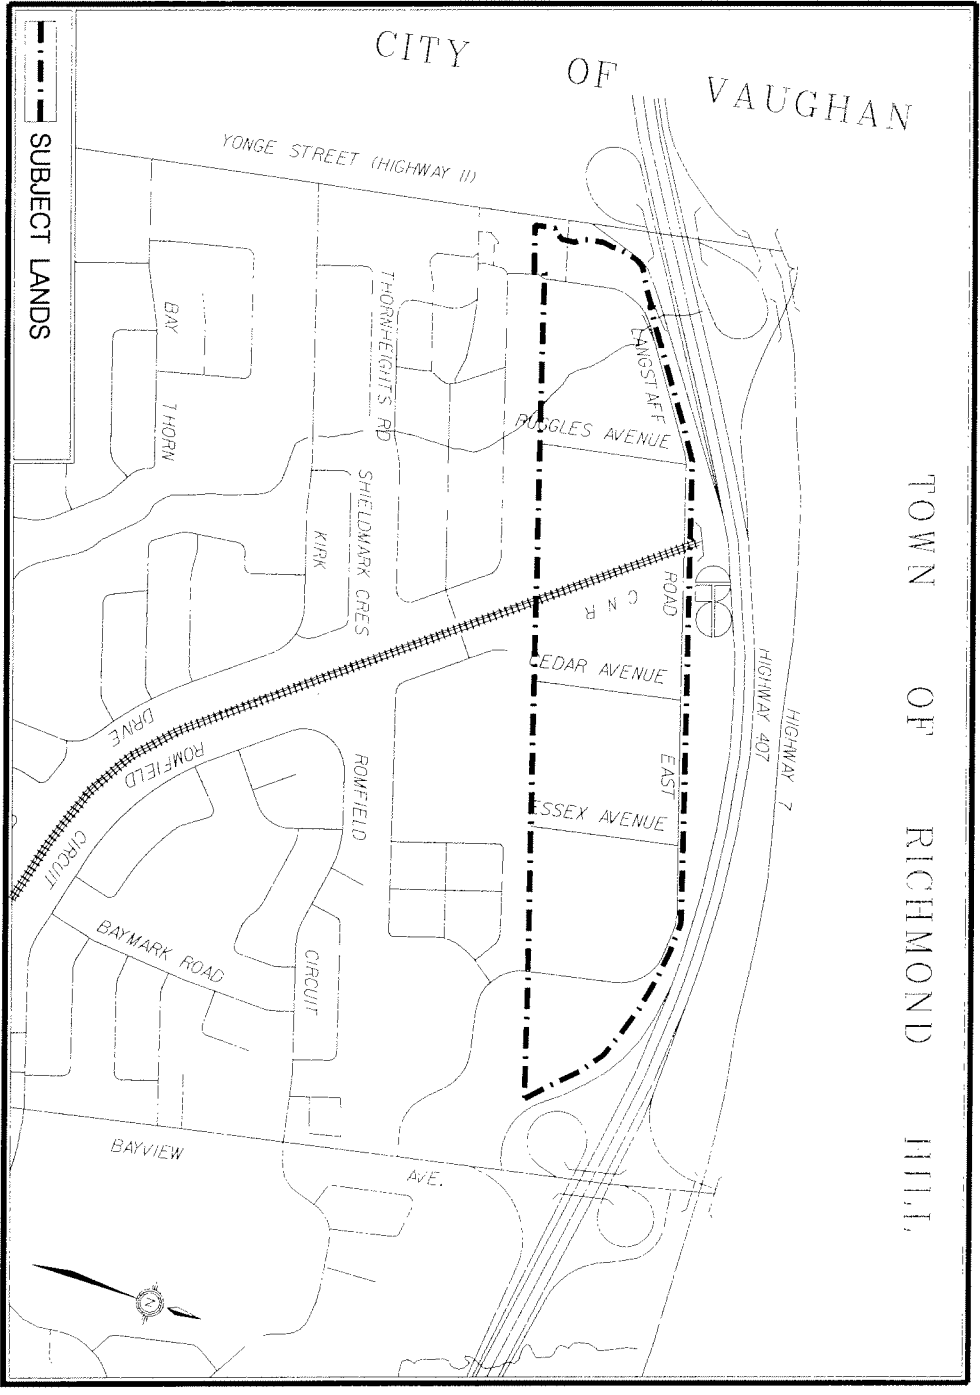 CITY OF VAUGHAN
TOWN OF RICHMOND HILL
YONGE STREET (HIGHWAY 11)
HIGHWAY 7
HIGHWAY 407
LANGSTAFF
ROAD
EAST
RUGGLES AVENUE
CNR
CEDAR AVENUE
ESSEX AVENUE
THORNHEIGHTS RD
SHIELDMARK CRES
ROMFIELD
CIRCUIT
BAY
THORN
KIRK
DRIVE
ROMFIELD
CIRCUIT
BAYMARK ROAD
BAYVIEW
AVE.
N
SUBJECT LANDS